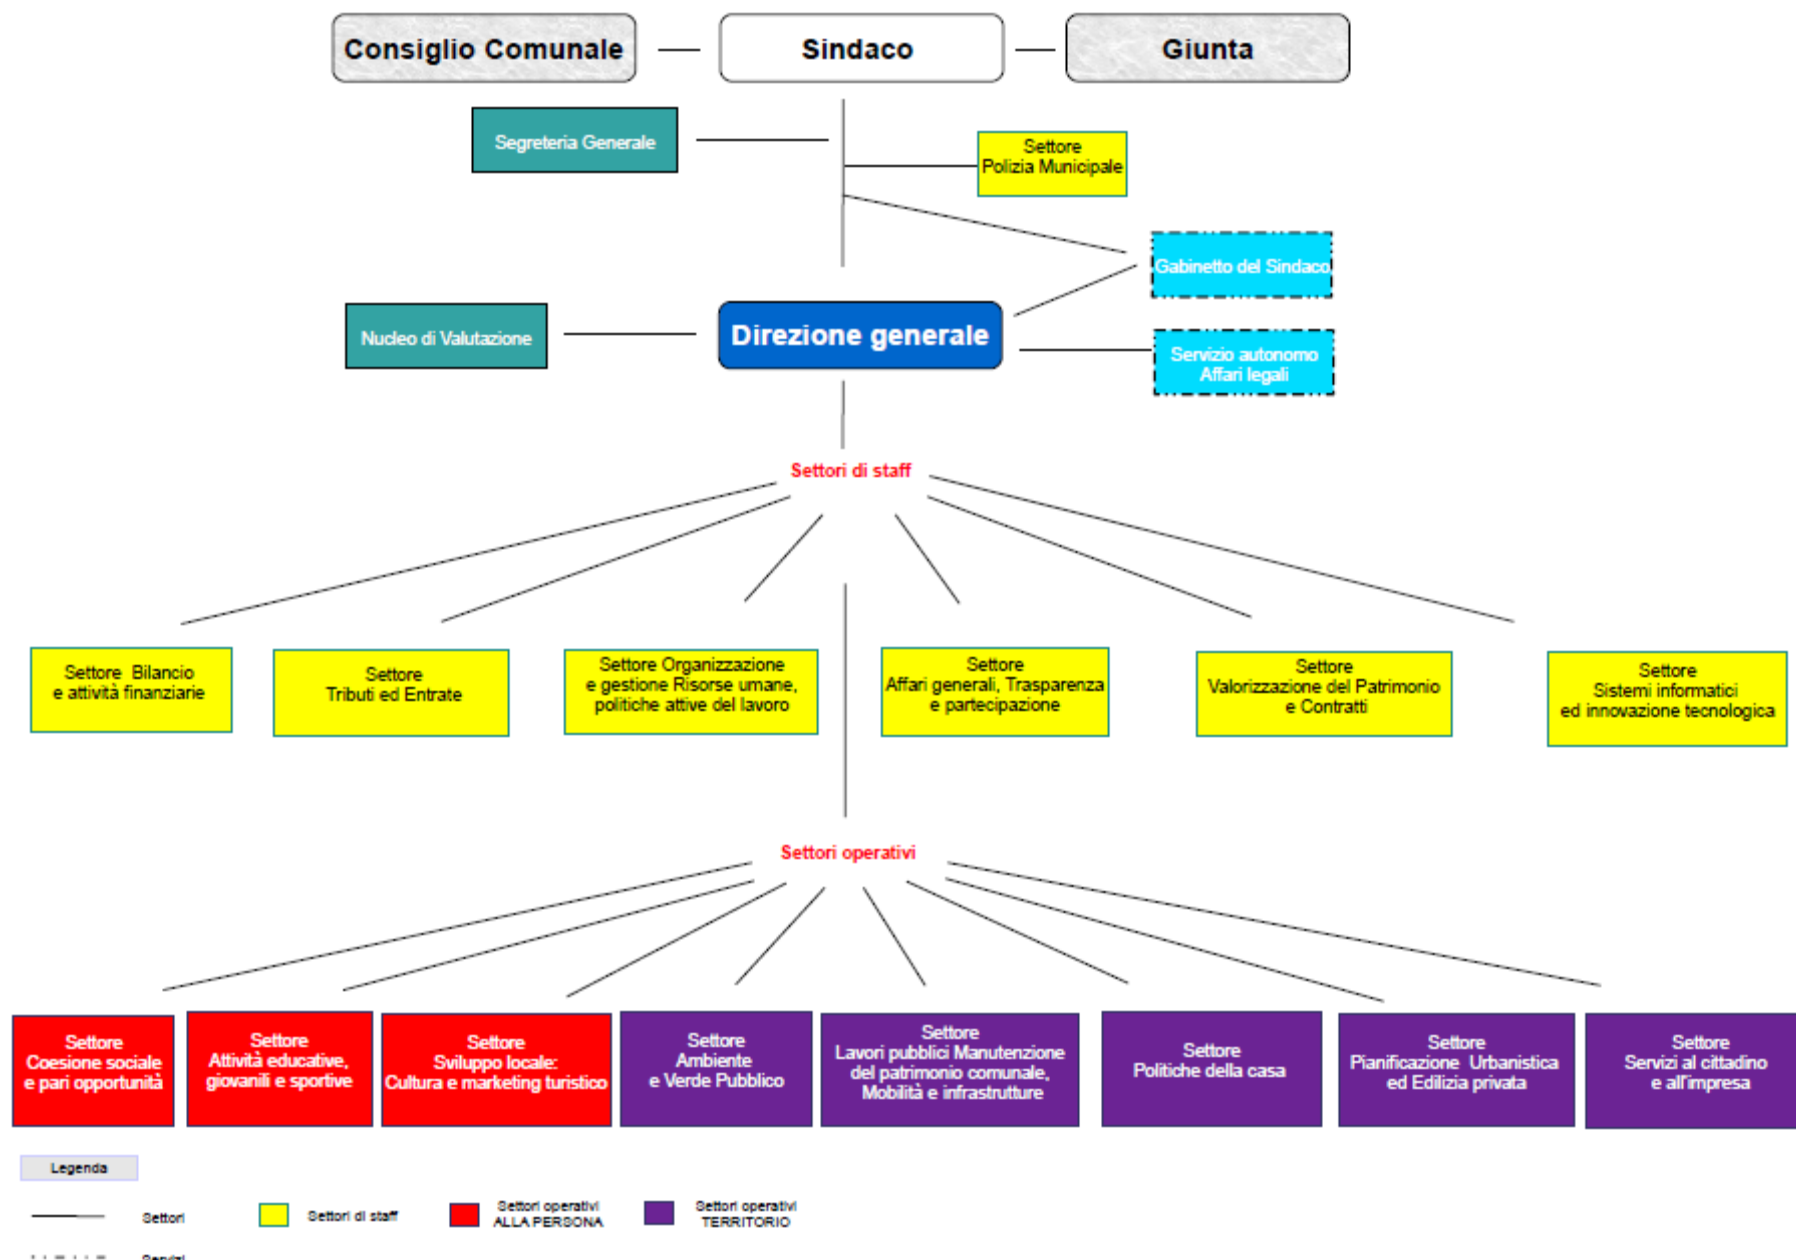 Consiglio Comunale
Sindaco
Giunta
Segreteria Generale
Settore
Polizia Municipale
Gabinetto del Sindaco
Nucleo di Valutazione
Direzione generale
Servizio autonomo
Affari legali
Settori di staff
Settore Bilancio
e attività finanziarie
Settore
Tributi ed Entrate
Settore Organizzazione
e gestione Risorse umane,
politiche attive del lavoro
Settore
Affari generali, Trasparenza
e partecipazione
Settore
Valorizzazione del Patrimonio
e Contratti
Settore
Sistemi informatici
ed innovazione tecnologica
Settori operativi
Settore
Coesione sociale
e pari opportunità
Settore
Attività educative,
giovanili e sportive
Settore
Sviluppo locale:
Cultura e marketing turistico
Settore
Ambiente
e Verde Pubblico
Settore
Lavori pubblici Manutenzione
del patrimonio comunale,
Mobilità e infrastrutture
Settore
Politiche della casa
Settore
Pianificazione Urbanistica
ed Edilizia privata
Settore
Servizi al cittadino
e all'impresa
Legenda
Settori
Settori di staff
Settori operativi
ALLA PERSONA
Settori operativi
TERRITORIO
Servizi